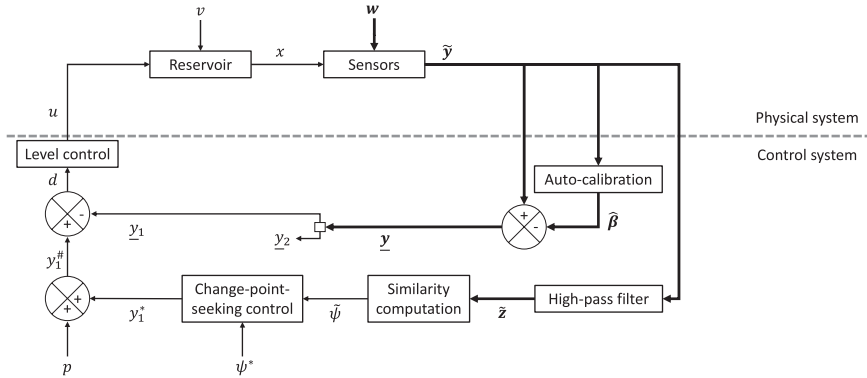 v
w
x
ỹ
Reservoir
Sensors
u
Physical system
Control system
Level control
d
Auto-calibration
+
-
-
+
β̂
y̲₁
y̲₂
y̲
y₁#
Change-point-
seeking control
Similarity
computation
High-pass filter
+
+
y₁*
ψ̃
z̃
p
ψ*